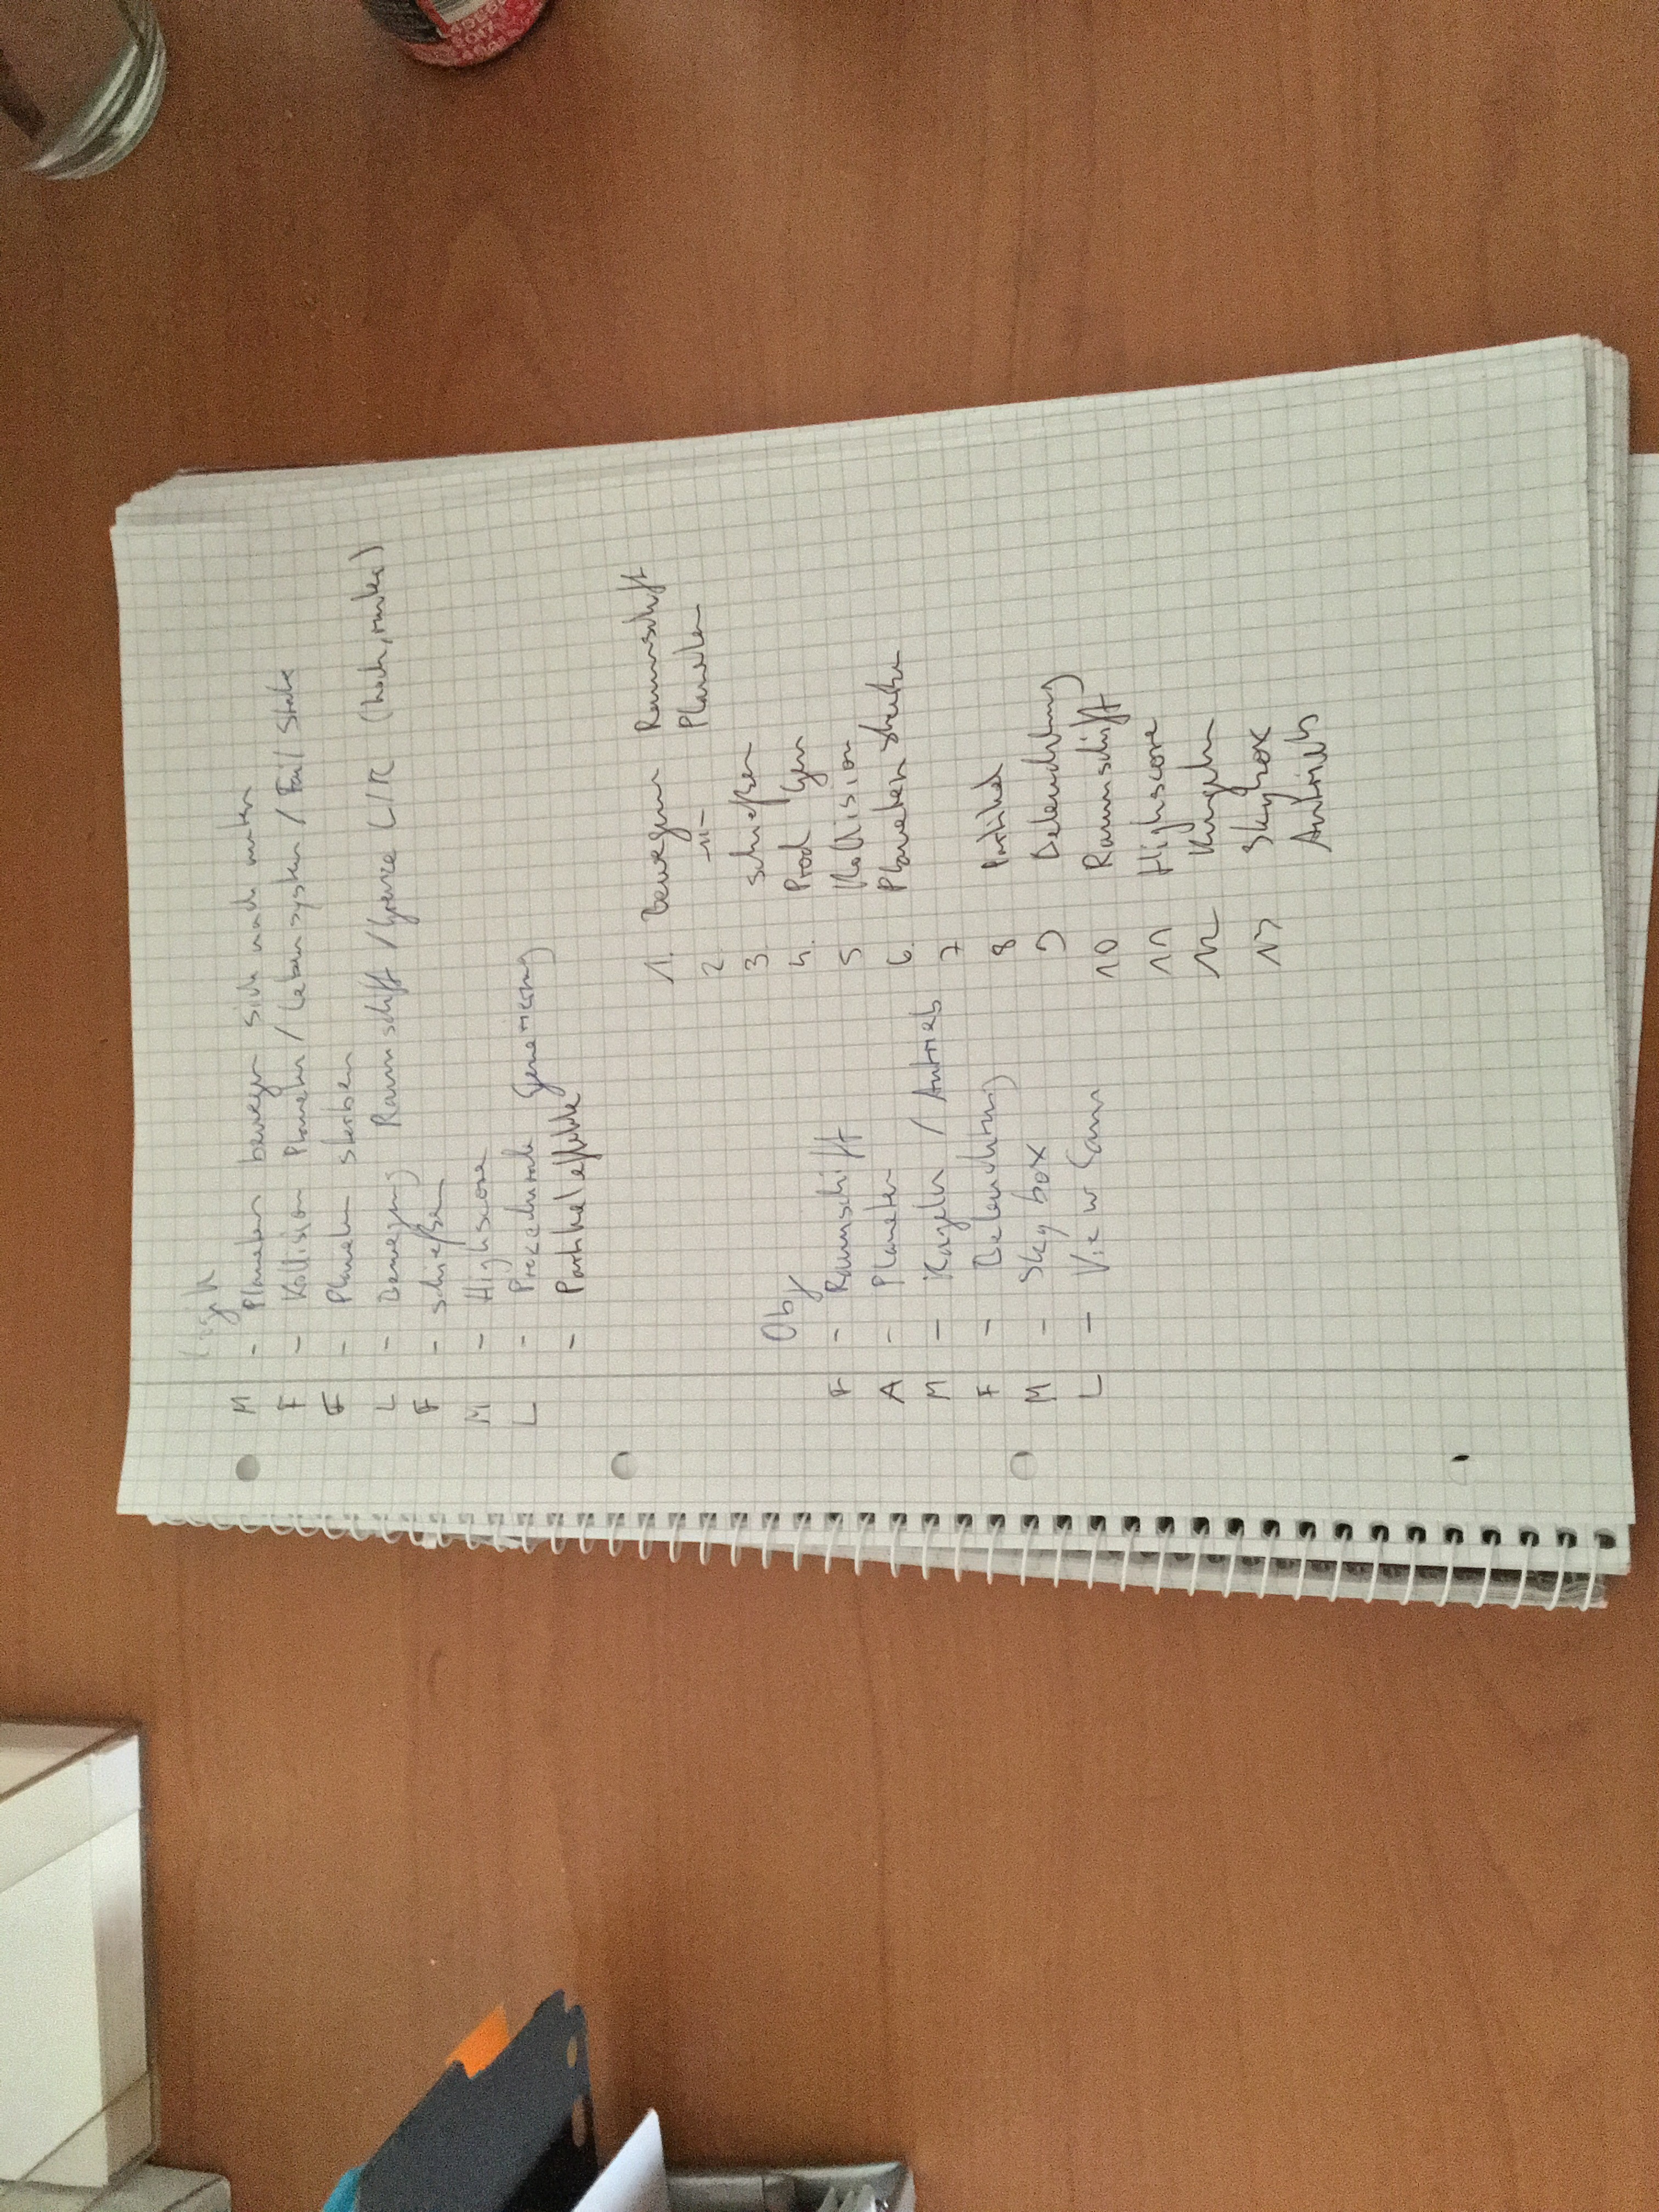 Logik
M - Planeten bewegen sich nach unten
F - Kollision Planeten / Lebensystem / Fail State
F - Planeten sterben
L - Bewegung Raumschiff / Grenze L/R (hoch, runter)
F - schießen
M - Highscore
L - Prozedurale Generierung
- Partikeleffekte
1. Bewegung Raumschiff
2. -"- Planeten
3 schießen
4. Proz Gen
5 Kollision
6. Planeten sterben
7
8 Partikel
9 Beleuchtung
10 Raumschiff
11 Highscore
12 Kugeln
13 Skybox
Antrieb
Obj
F - Raumschiff
A - Planeten
M - Kugeln / Antrieb
F - Beleuchtung
M - Skybox
L - View Cam